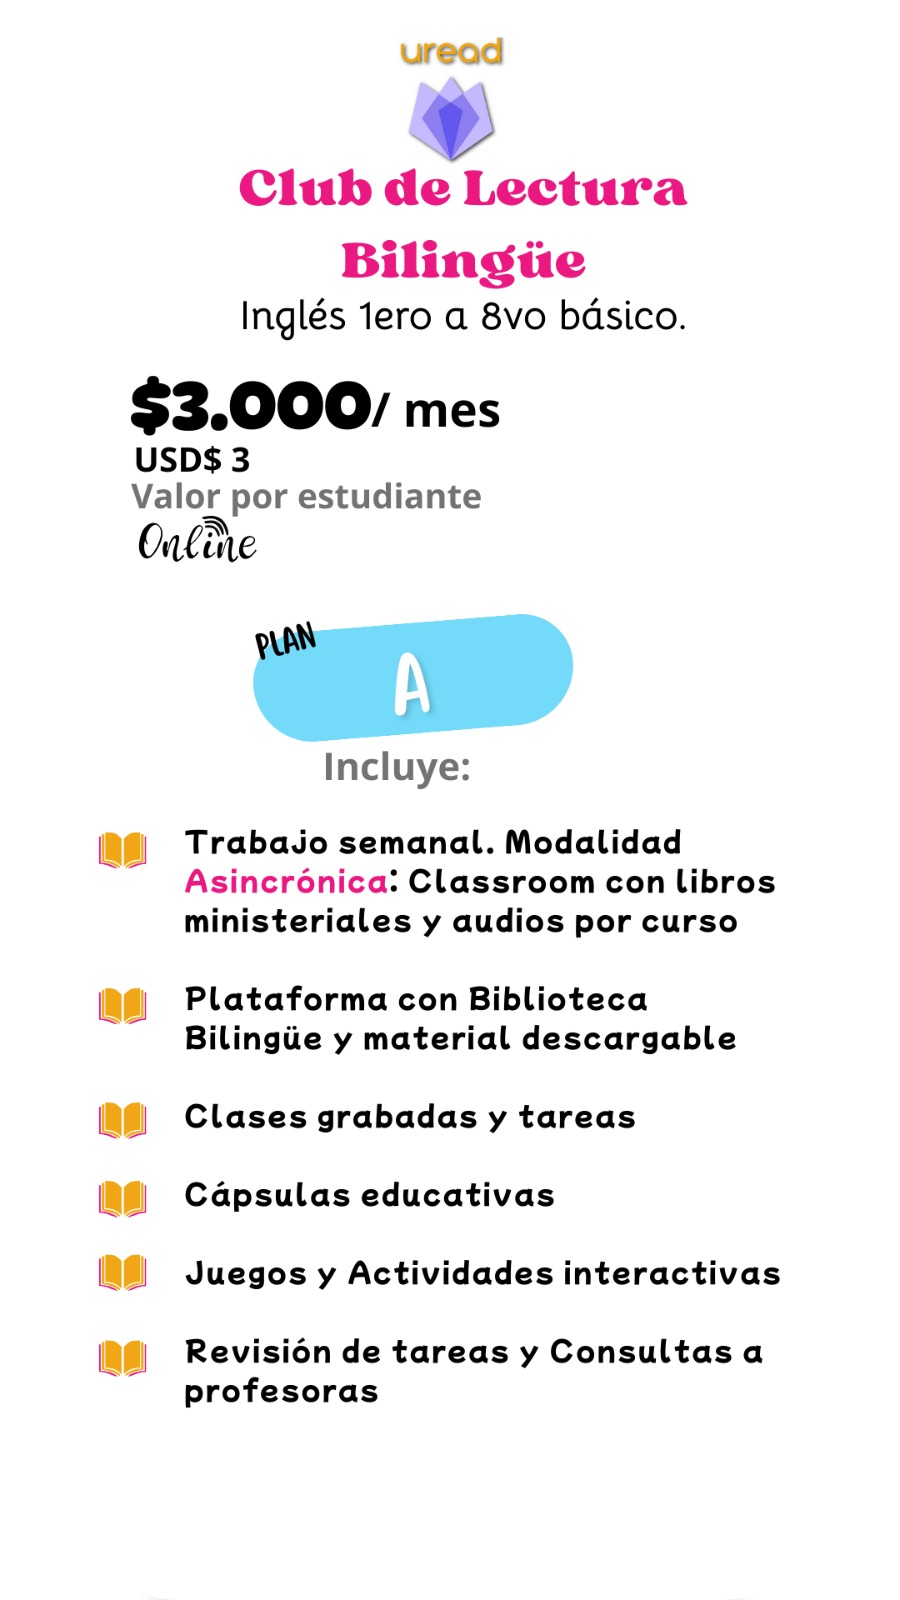 uread
Club de Lectura
Bilingüe
Inglés 1ero a 8vo básico.
$3.000/ mes
USD$ 3
Valor por estudiante
Online
PLAN
A
Incluye:
Trabajo semanal. Modalidad
Asincrónica: Classroom con libros
ministeriales y audios por curso
Plataforma con Biblioteca
Bilingüe y material descargable
Clases grabadas y tareas
Cápsulas educativas
Juegos y Actividades interactivas
Revisión de tareas y Consultas a
profesoras